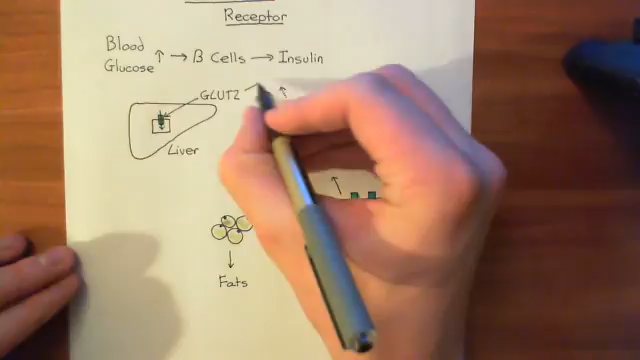 Receptor
Blood Glucose ↑ → β Cells → Insulin
GLUT2
Liver
Fats